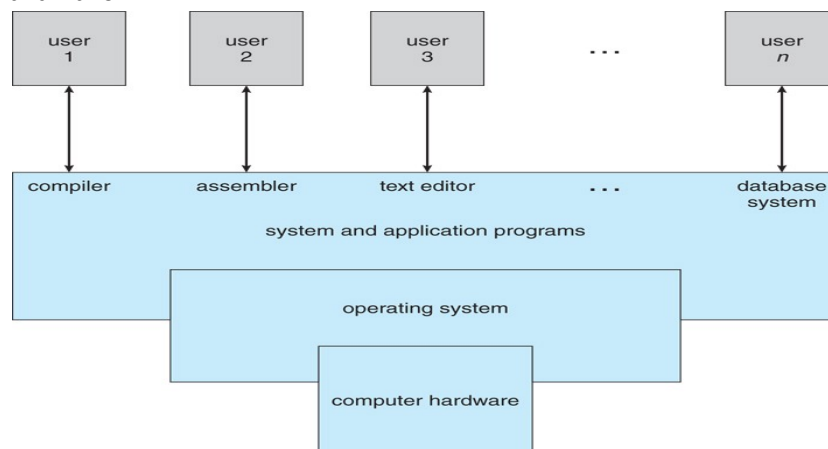 user
1
user
2
user
3
...
user
n
compiler
assembler
text editor
...
database
system
system and application programs
operating system
computer hardware